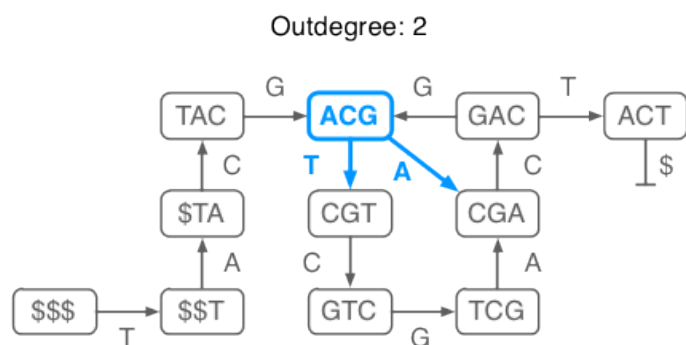 Outdegree: 2
G G T
TAC ACG GAC ACT
C T A C $
$TA CGT CGA
A C A
$$$ $$T GTC TCG
T G